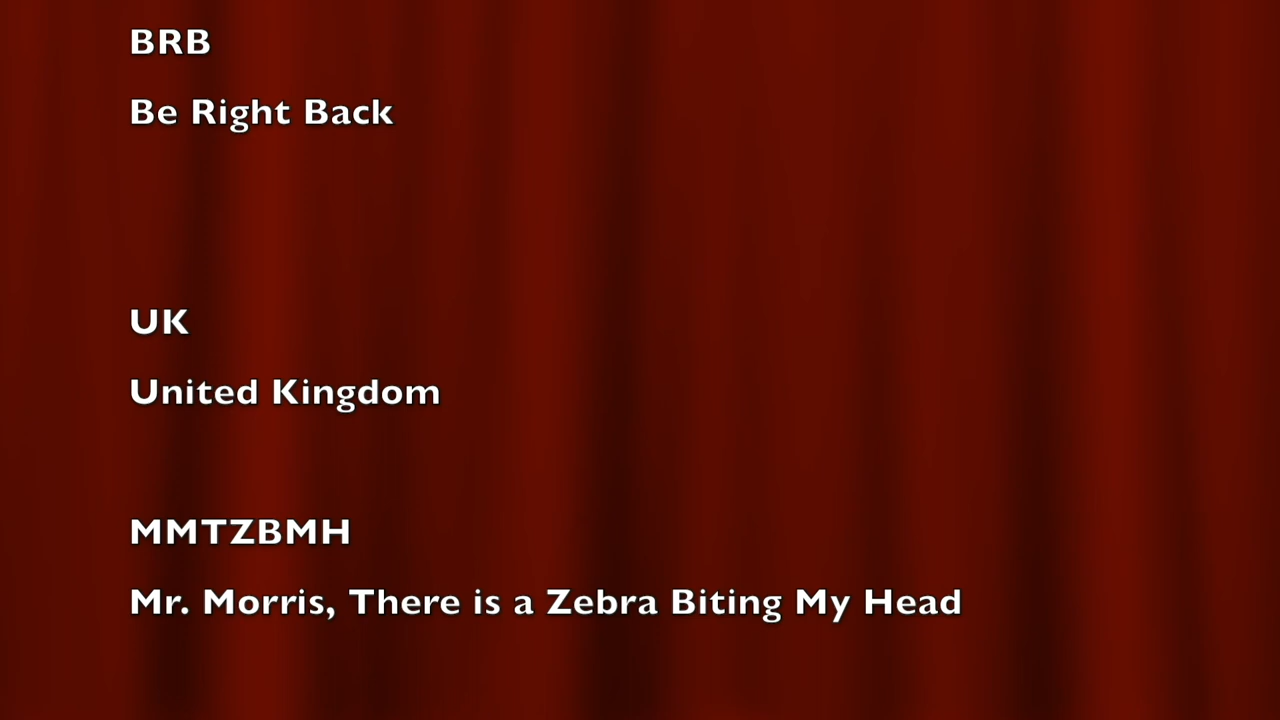 BRB
Be Right Back
UK
United Kingdom
MMTZBMH
Mr. Morris, There is a Zebra Biting My Head